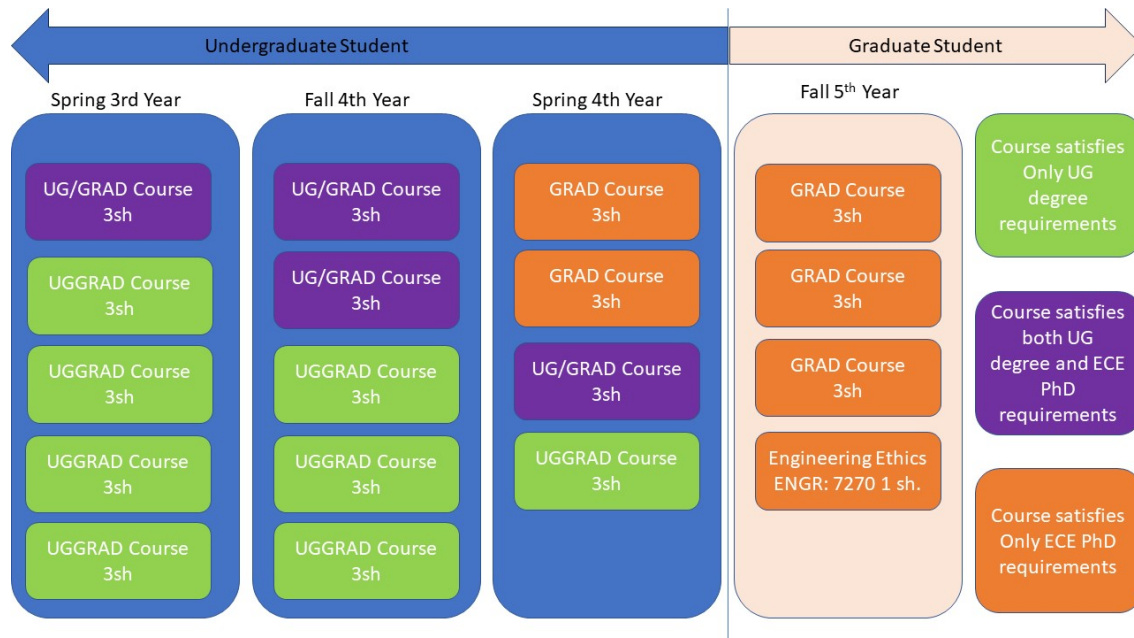 Undergraduate Student
Graduate Student
Spring 3rd Year
UG/GRAD Course
3sh
UGGRAD Course
3sh
UGGRAD Course
3sh
UGGRAD Course
3sh
UGGRAD Course
3sh
Fall 4th Year
UG/GRAD Course
3sh
UG/GRAD Course
3sh
UGGRAD Course
3sh
UGGRAD Course
3sh
UGGRAD Course
3sh
Spring 4th Year
GRAD Course
3sh
GRAD Course
3sh
UG/GRAD Course
3sh
UGGRAD Course
3sh
Fall 5th Year
GRAD Course
3sh
GRAD Course
3sh
GRAD Course
3sh
Engineering Ethics
ENGR: 7270 1 sh.
Course satisfies
Only UG
degree
requirements
Course satisfies
both UG
degree and ECE
PhD
requirements
Course satisfies
Only ECE PhD
requirements